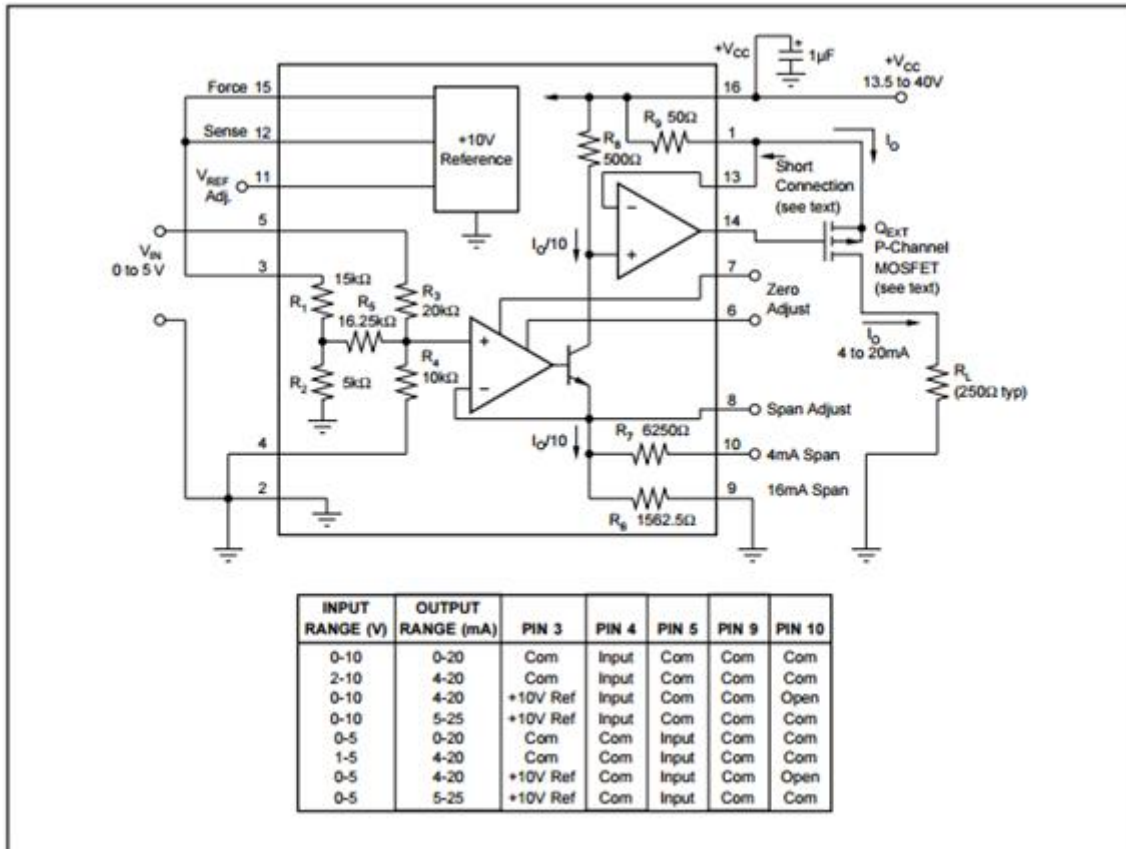 +VCC
1µF
+VCC
13.5 to 40V
Force 15
16
R9 50Ω
Sense 12
+10V
Reference
R8
500Ω
1
IO
Short
Connection
(see text)
VREF
Adj.
11
13
14
5
VIN
0 to 5 V
QEXT
P-Channel
MOSFET
(see text)
IO/10
3
15kΩ
R1
R5
16.25kΩ
R3
20kΩ
7
Zero
Adjust
6
IO
4 to 20mA
R4
10kΩ
R2
5kΩ
RL
(250Ω typ)
8
Span Adjust
4
IO/10
R7 6250Ω
10
4mA Span
2
9
16mA Span
R6 1562.5Ω
INPUT RANGE (V) OUTPUT RANGE (mA) PIN 3 PIN 4 PIN 5 PIN 9 PIN 10
0-10 0-20 Com Input Com Com Com
2-10 4-20 Com Input Com Com Com
0-10 4-20 +10V Ref Input Com Com Open
0-10 5-25 +10V Ref Input Com Com Com
0-5 0-20 Com Com Input Com Com
1-5 4-20 Com Com Input Com Com
0-5 4-20 +10V Ref Com Input Com Open
0-5 5-25 +10V Ref Com Input Com Com